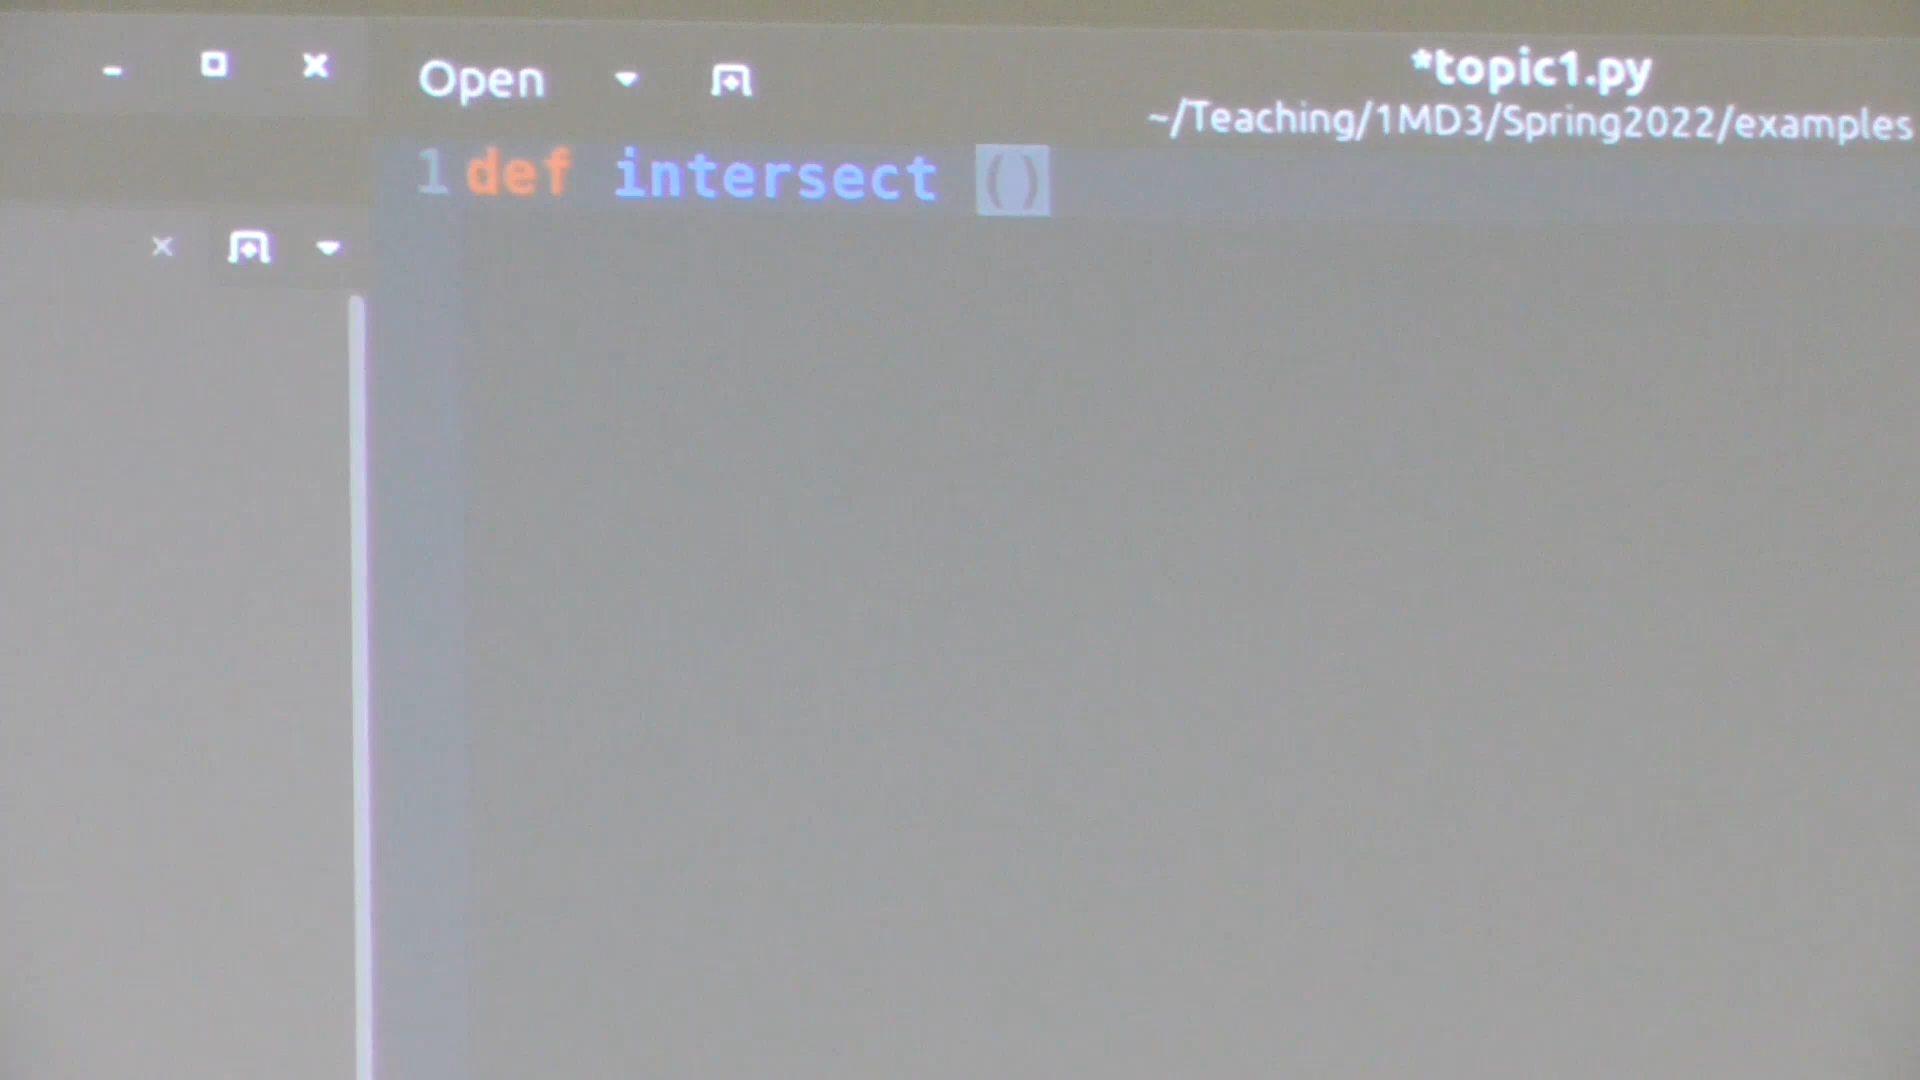 Open
*topic1.py
~/Teaching/1MD3/Spring2022/examples
1 def intersect ()